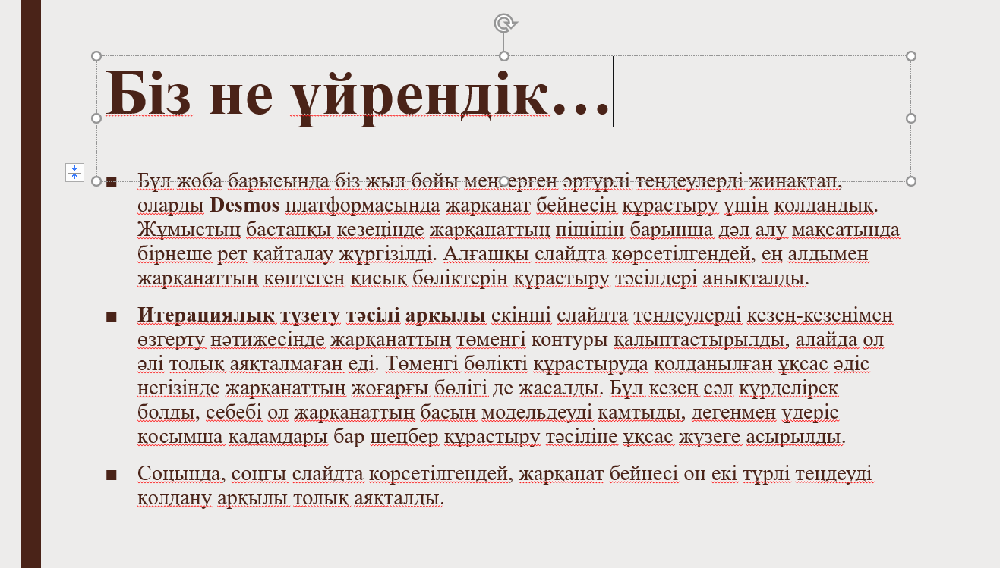 Біз не үйрендік…
■ Бұл жоба барысында біз жыл бойы меңгерген әртүрлі теңдеулерді жинақтап,
оларды Desmos платформасында жарқанат бейнесін құрастыру үшін қолдандық.
Жұмыстың бастапқы кезеңінде жарқанаттың пішінін барынша дәл алу мақсатында
бірнеше рет қайталау жүргізілді. Алғашқы слайдта көрсетілгендей, ең алдымен
жарқанаттың көптеген қисық бөліктерін құрастыру тәсілдері анықталды.
■ Итерациялық түзету тәсілі арқылы екінші слайдта теңдеулерді кезең-кезеңімен
өзгерту нәтижесінде жарқанаттың төменгі контуры қалыптастырылды, алайда ол
әлі толық аяқталмаған еді. Төменгі бөлікті құрастыруда қолданылған ұқсас әдіс
негізінде жарқанаттың жоғарғы бөлігі де жасалды. Бұл кезең сәл күрделірек
болды, себебі ол жарқанаттың басын модельдеуді қамтыды, дегенмен үдеріс
қосымша қадамдары бар шеңбер құрастыру тәсіліне ұқсас жүзеге асырылды.
■ Соңында, соңғы слайдта көрсетілгендей, жарқанат бейнесі он екі түрлі теңдеуді
қолдану арқылы толық аяқталды.